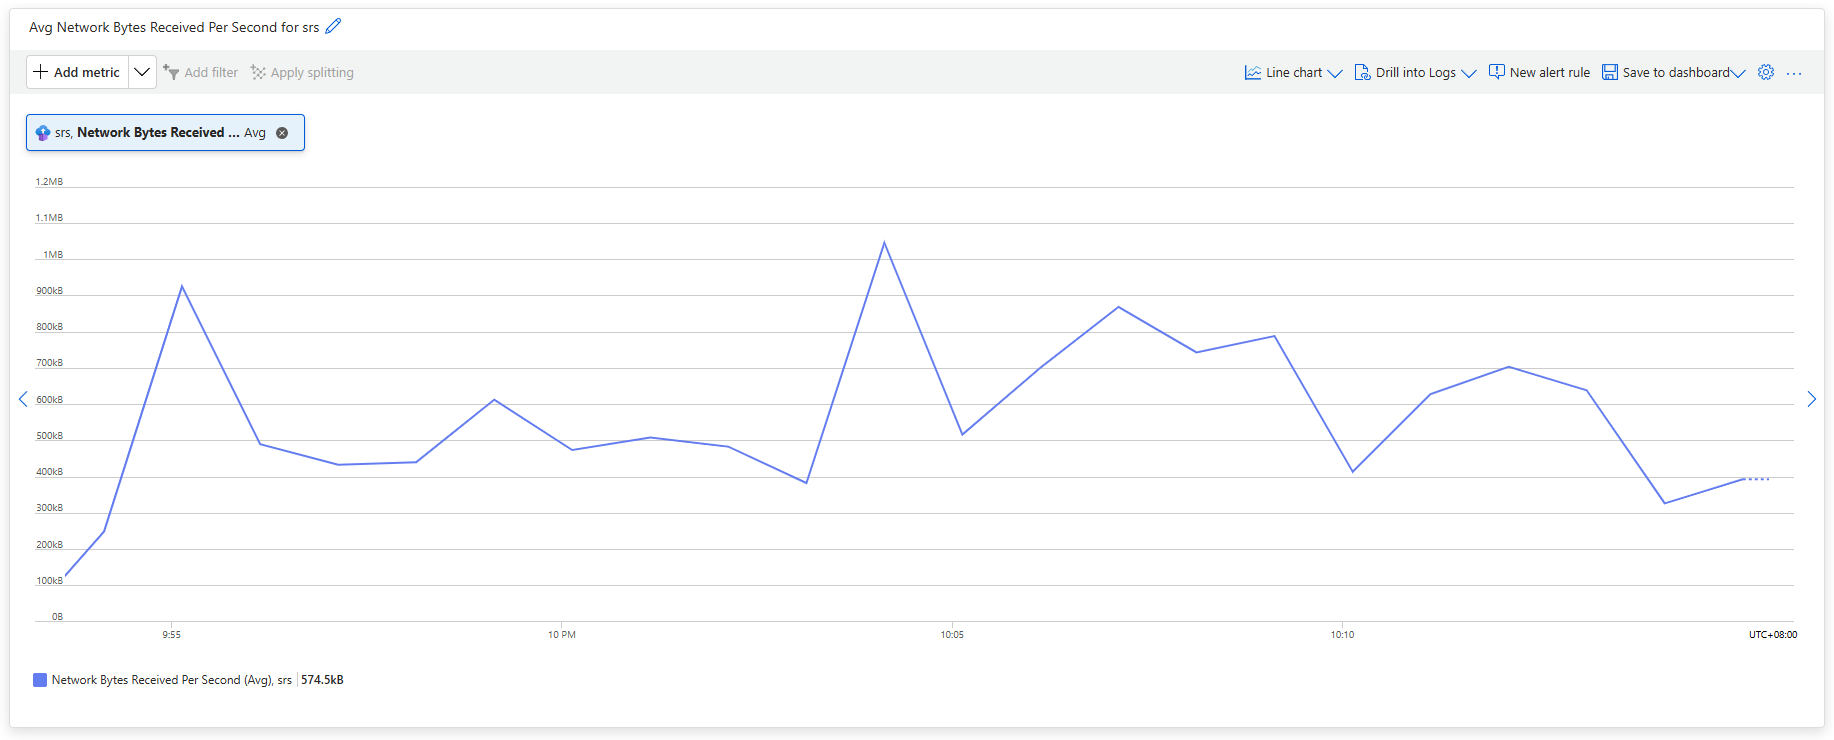 Avg Network Bytes Received Per Second for srs
Add metric
Add filter
Apply splitting
Line chart
Drill into Logs
New alert rule
Save to dashboard
...
srs, Network Bytes Received ... Avg
1.2MB
1.1MB
1MB
900kB
800kB
700kB
600kB
500kB
400kB
300kB
200kB
100kB
0B
9:55
10 PM
10:05
10:10
UTC+08:00
Network Bytes Received Per Second (Avg), srs | 574.5kB